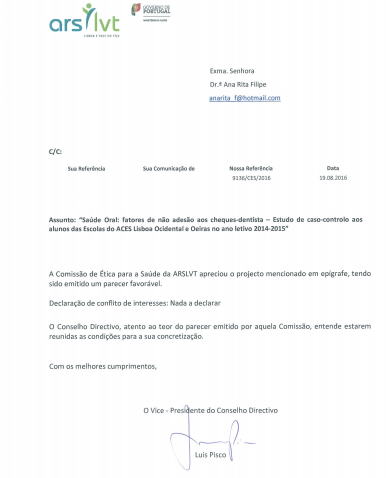 arslvt
LISBOA E VALE DO TEJO
GOVERNO DE
PORTUGAL
Exma. Senhora
Dr.ª Ana Rita Filipe
anarita_f@hotmail.com
C/C:
Sua Referência Sua Comunicação de Nossa Referência Data
9136/CES/2016 19.08.2016
Assunto: "Saúde Oral: fatores de não adesão aos cheques-dentista – Estudo de caso-controlo aos
alunos das Escolas do ACES Lisboa Ocidental e Oeiras no ano letivo 2014-2015"
A Comissão de Ética para a Saúde da ARSLVT apreciou o projecto mencionado em epígrafe, tendo
sido emitido um parecer favorável.
Declaração de conflito de interesses: Nada a declarar
O Conselho Directivo, atento ao teor do parecer emitido por aquela Comissão, entende estarem
reunidas as condições para a sua concretização.
Com os melhores cumprimentos,
O Vice - Presidente do Conselho Directivo
Luis Pisco